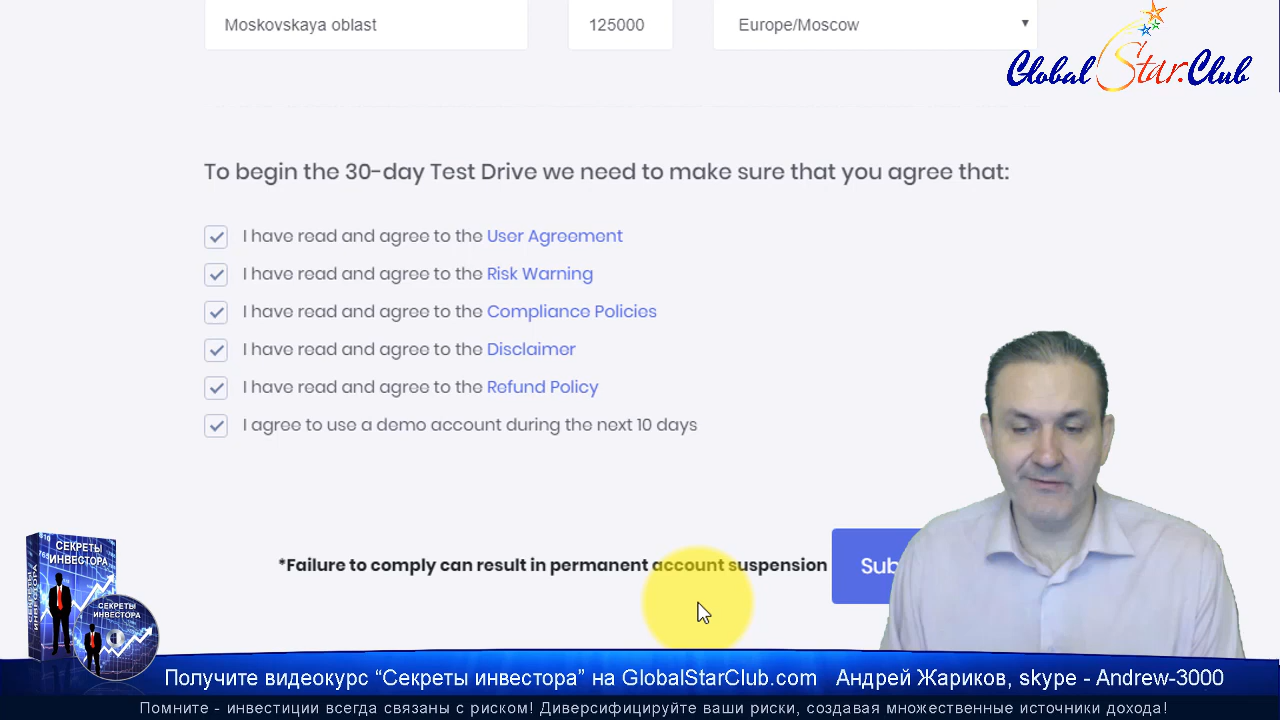 Moskovskaya oblast 125000 Europe/Moscow
Global Star.Club
To begin the 30-day Test Drive we need to make sure that you agree that:
I have read and agree to the User Agreement
I have read and agree to the Risk Warning
I have read and agree to the Compliance Policies
I have read and agree to the Disclaimer
I have read and agree to the Refund Policy
I agree to use a demo account during the next 10 days
*Failure to comply can result in permanent account suspension Sub
СЕКРЕТЫ
ИНВЕСТОРА
СЕКРЕТЫ
ИНВЕСТОРА
Получите видеокурс “Секреты инвестора” на GlobalStarClub.com Андрей Жариков, skype - Andrew-3000
Помните - инвестиции всегда связаны с риском! Диверсифицируйте ваши риски, создавая множественные источники дохода!